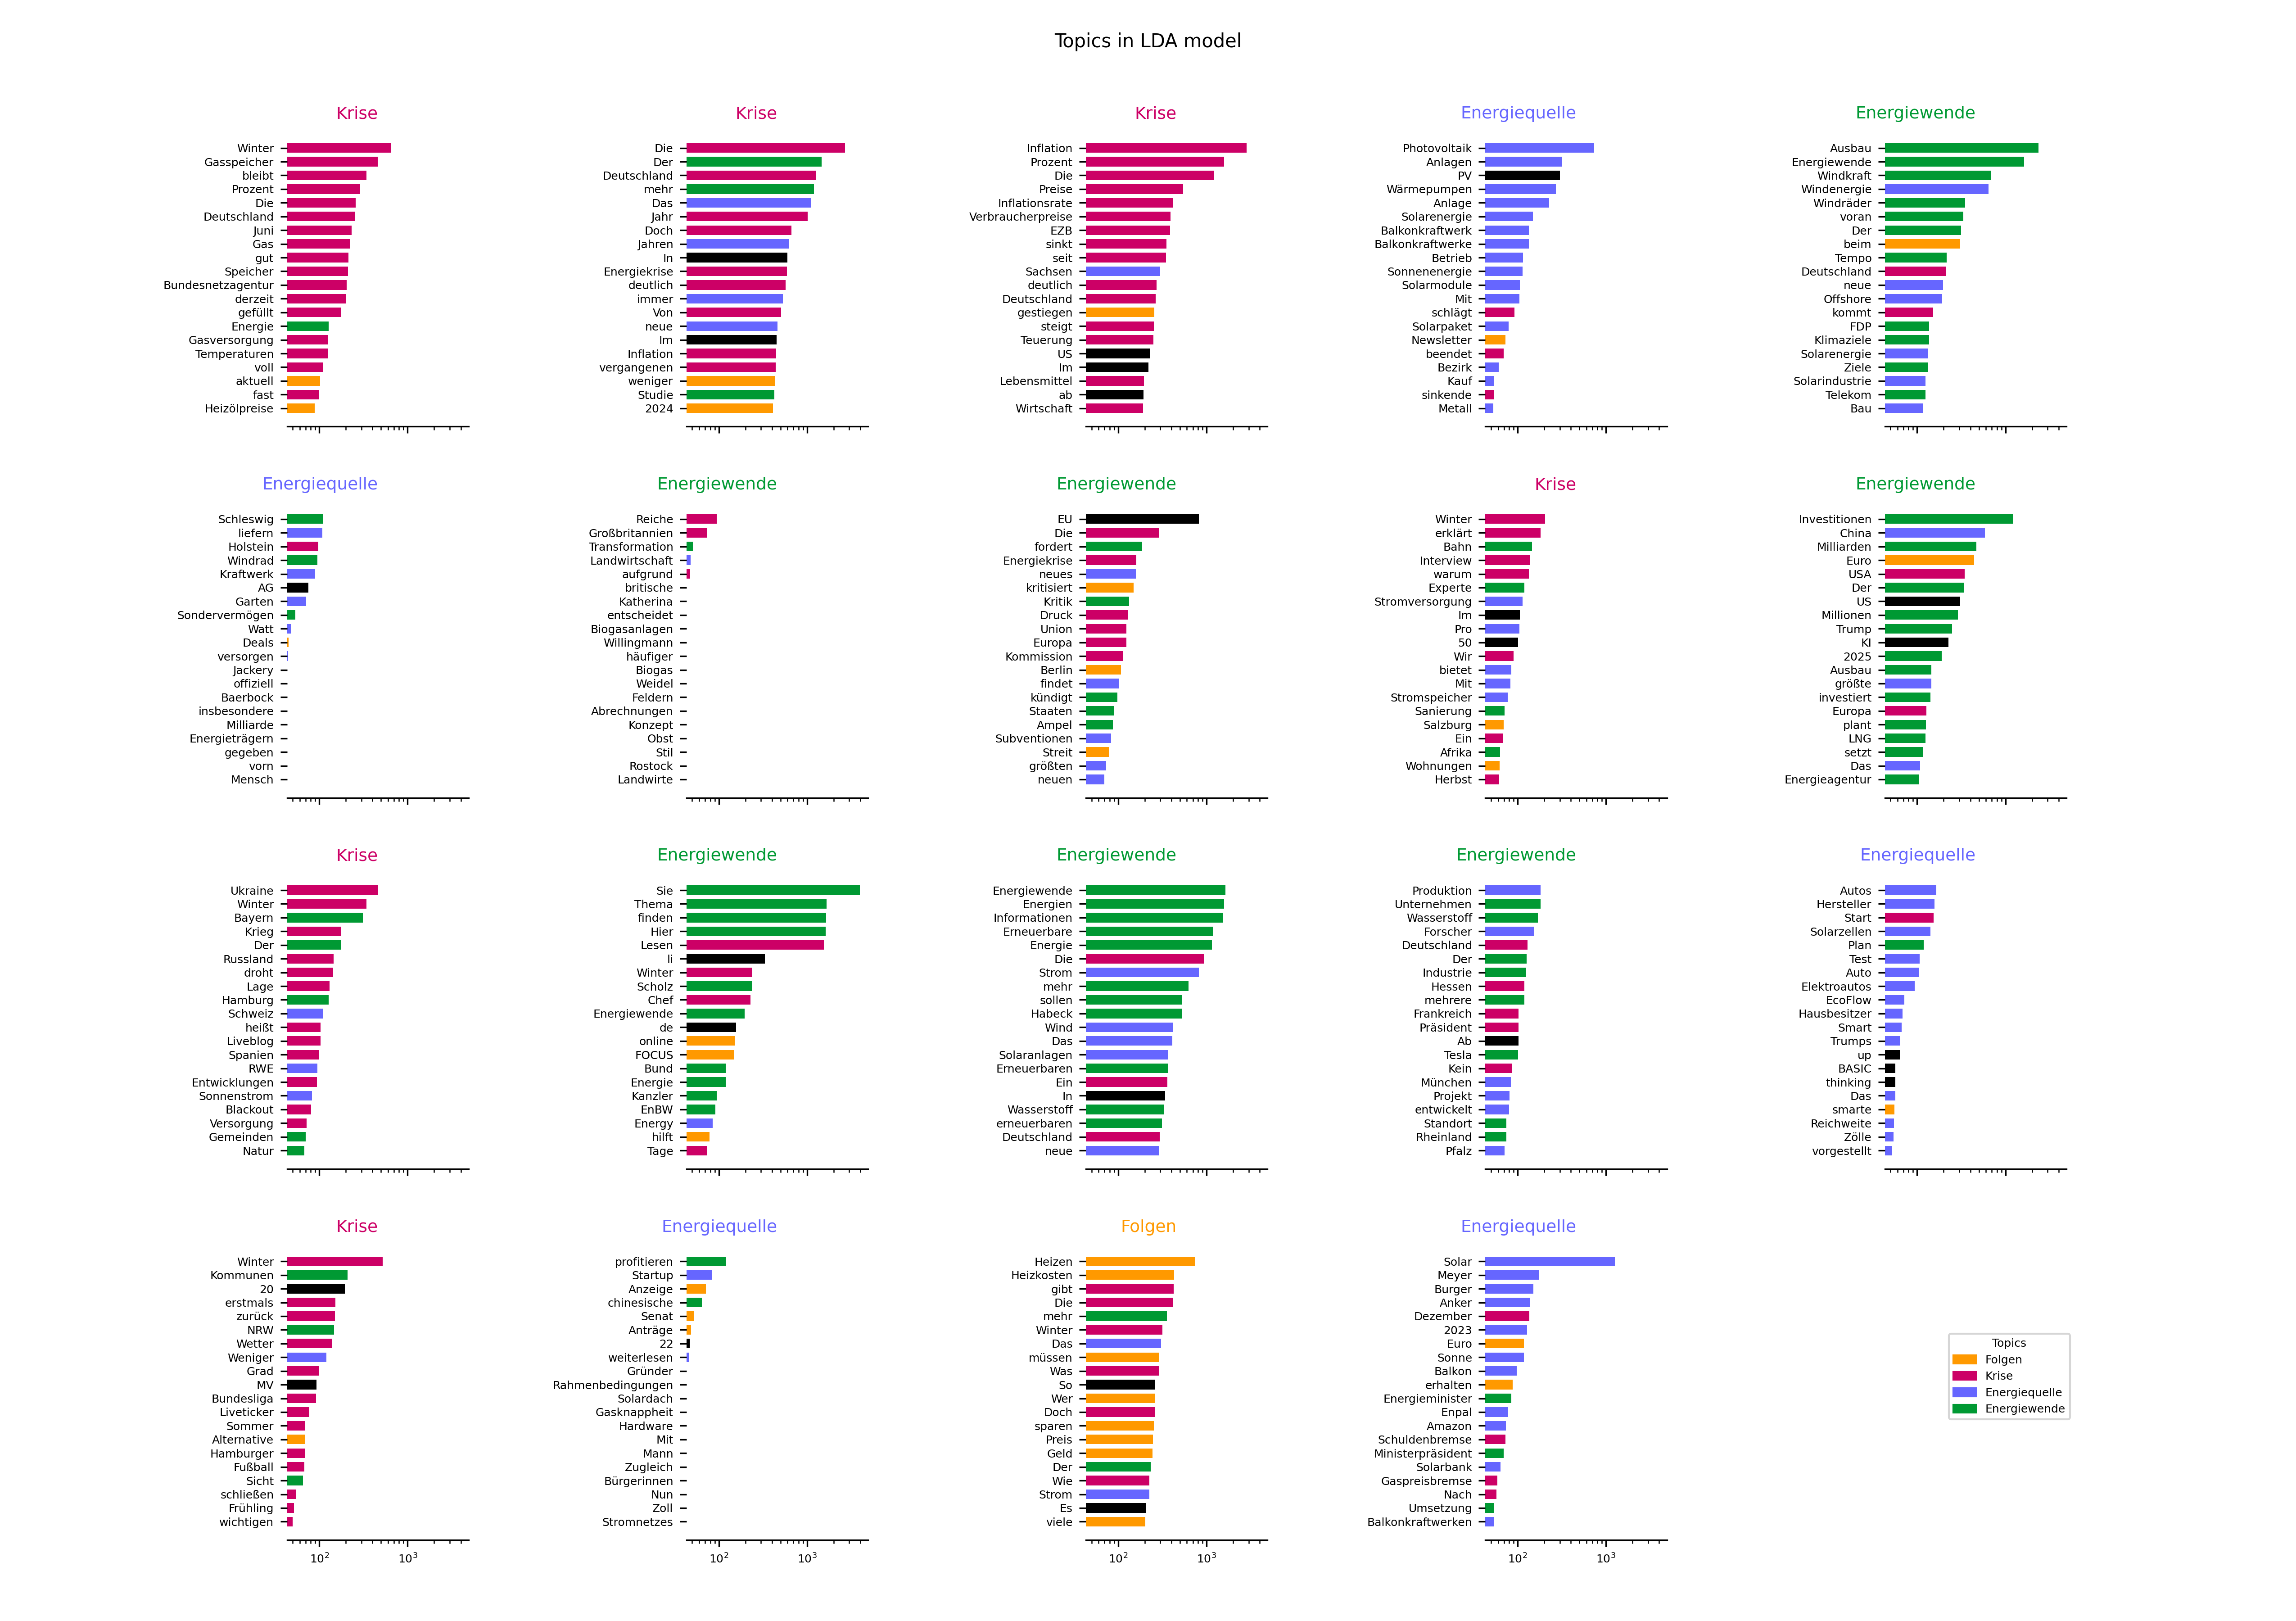 Topics in LDA model
Krise
Winter
Gasspeicher
bleibt
Prozent
Die
Deutschland
Juni
Gas
gut
Speicher
Bundesnetzagentur
derzeit
gefüllt
Energie
Gasversorgung
Temperaturen
voll
aktuell
fast
Heizölpreise
Krise
Die
Der
Deutschland
mehr
Das
Jahr
Doch
Jahren
In
Energiekrise
deutlich
immer
Von
neue
Im
Inflation
vergangenen
weniger
Studie
2024
Krise
Inflation
Prozent
Die
Preise
Inflationsrate
Verbraucherpreise
EZB
sinkt
seit
Sachsen
deutlich
Deutschland
gestiegen
steigt
Teuerung
US
Im
Lebensmittel
ab
Wirtschaft
Energiequelle
Photovoltaik
Anlagen
PV
Wärmepumpen
Anlage
Solarenergie
Balkonkraftwerk
Balkonkraftwerke
Betrieb
Sonnenenergie
Solarmodule
Mit
schlägt
Solarpaket
Newsletter
beendet
Bezirk
Kauf
sinkende
Metall
Energiewende
Ausbau
Energiewende
Windkraft
Windenergie
Windräder
voran
Der
beim
Tempo
Deutschland
neue
Offshore
kommt
FDP
Klimaziele
Solarenergie
Ziele
Solarindustrie
Telekom
Bau
Energiequelle
Schleswig
liefern
Holstein
Windrad
Kraftwerk
AG
Garten
Sondervermögen
Watt
Deals
versorgen
Jackery
offiziell
Baerbock
insbesondere
Milliarde
Energieträgern
gegeben
vorn
Mensch
Energiewende
Reiche
Großbritannien
Transformation
Landwirtschaft
aufgrund
britische
Katherina
entscheidet
Biogasanlagen
Willingmann
häufiger
Biogas
Weidel
Feldern
Abrechnungen
Konzept
Obst
Stil
Rostock
Landwirte
Energiewende
EU
Die
fordert
Energiekrise
neues
kritisiert
Kritik
Druck
Union
Europa
Kommission
Berlin
findet
kündigt
Staaten
Ampel
Subventionen
Streit
größten
neuen
Krise
Winter
erklärt
Bahn
Interview
warum
Experte
Stromversorgung
Im
Pro
50
Wir
bietet
Mit
Stromspeicher
Sanierung
Salzburg
Ein
Afrika
Wohnungen
Herbst
Energiewende
Investitionen
China
Milliarden
Euro
USA
Der
US
Millionen
Trump
KI
2025
Ausbau
größte
investiert
Europa
plant
LNG
setzt
Das
Energieagentur
Krise
Ukraine
Winter
Bayern
Krieg
Der
Russland
droht
Lage
Hamburg
Schweiz
heißt
Liveblog
Spanien
RWE
Entwicklungen
Sonnenstrom
Blackout
Versorgung
Gemeinden
Natur
Energiewende
Sie
Thema
finden
Hier
Lesen
li
Winter
Scholz
Chef
Energiewende
de
online
FOCUS
Bund
Energie
Kanzler
EnBW
Energy
hilft
Tage
Energiewende
Energiewende
Energien
Informationen
Erneuerbare
Energie
Die
Strom
mehr
sollen
Habeck
Wind
Das
Solaranlagen
Erneuerbaren
Ein
In
Wasserstoff
erneuerbaren
Deutschland
neue
Energiewende
Produktion
Unternehmen
Wasserstoff
Forscher
Deutschland
Der
Industrie
Hessen
mehrere
Frankreich
Präsident
Ab
Tesla
Kein
München
Projekt
entwickelt
Standort
Rheinland
Pfalz
Energiequelle
Autos
Hersteller
Start
Solarzellen
Plan
Test
Auto
Elektroautos
EcoFlow
Hausbesitzer
Smart
Trumps
up
BASIC
thinking
Das
smarte
Reichweite
Zölle
vorgestellt
Krise
Winter
Kommunen
20
erstmals
zurück
NRW
Wetter
Weniger
Grad
MV
Bundesliga
Liveticker
Sommer
Alternative
Hamburger
Fußball
Sicht
schließen
Frühling
wichtigen
10² 10³
Energiequelle
profitieren
Startup
Anzeige
chinesische
Senat
Anträge
22
weiterlesen
Gründer
Rahmenbedingungen
Solardach
Gasknappheit
Hardware
Mit
Mann
Zugleich
Bürgerinnen
Nun
Zoll
Stromnetzes
10² 10³
Folgen
Heizen
Heizkosten
gibt
Die
mehr
Winter
Das
müssen
Was
So
Wer
Doch
sparen
Preis
Geld
Der
Wie
Strom
Es
viele
10² 10³
Energiequelle
Solar
Meyer
Burger
Anker
Dezember
2023
Euro
Sonne
Balkon
erhalten
Energieminister
Enpal
Amazon
Schuldenbremse
Ministerpräsident
Solarbank
Gaspreisbremse
Nach
Umsetzung
Balkonkraftwerken
10² 10³
Topics
Folgen
Krise
Energiequelle
Energiewende